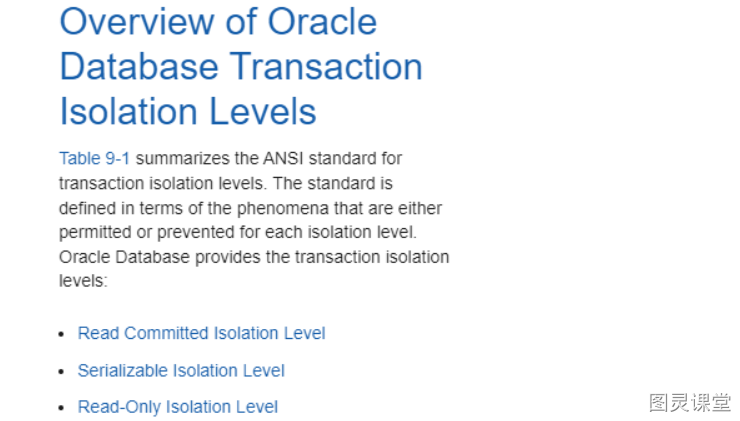 Overview of Oracle
Database Transaction
Isolation Levels
Table 9-1 summarizes the ANSI standard for
transaction isolation levels. The standard is
defined in terms of the phenomena that are either
permitted or prevented for each isolation level.
Oracle Database provides the transaction isolation
levels:
• Read Committed Isolation Level
• Serializable Isolation Level
• Read-Only Isolation Level
图灵课堂